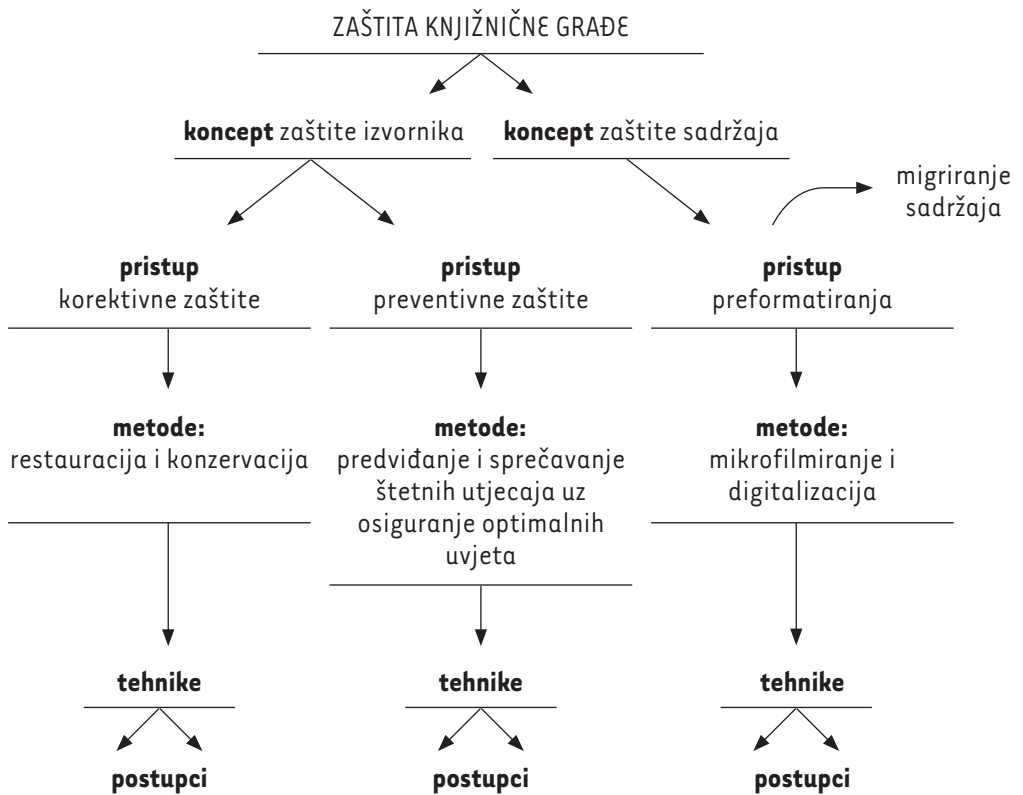 ZAŠTITA KNJIŽNIČNE GRAĐE
koncept zaštite izvornika
koncept zaštite sadržaja
migriranje
sadržaja
pristup
korektivne zaštite
pristup
preventivne zaštite
pristup
preformatiranja
metode:
restauracija i konzervacija
metode:
predviđanje i sprečavanje
štetnih utjecaja uz
osiguranje optimalnih
uvjeta
metode:
mikrofilmiranje i
digitalizacija
tehnike
tehnike
tehnike
postupci
postupci
postupci